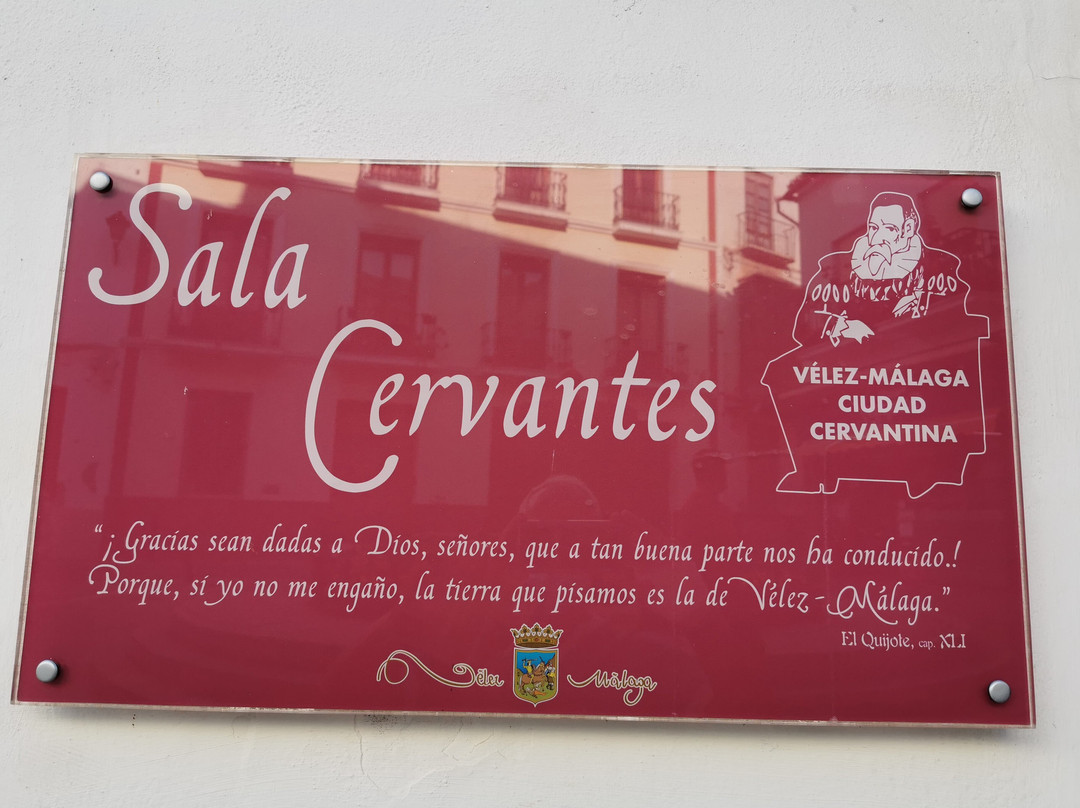 Sala
Cervantes
VÉLEZ-MÁLAGA
CIUDAD
CERVANTINA
“¡Gracias sean dadas a Dios, señores, que a tan buena parte nos ha conducido.!
Porque, si yo no me engaño, la tierra que pisamos es la de Vélez-Málaga.”
El Quijote, cap. XLI
Vélez Málaga